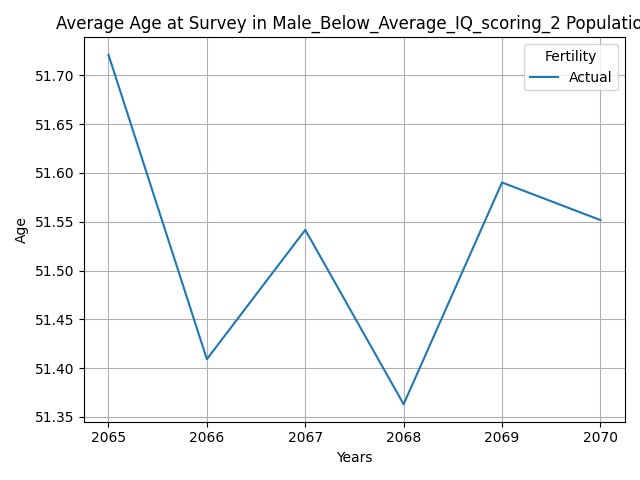 Average Age at Survey in Male_Below_Average_IQ_scoring_2 Populatio
Fertility
Actual
51.70
51.65
51.60
51.55
51.50
51.45
51.40
51.35
Age
2065 2066 2067 2068 2069 2070
Years